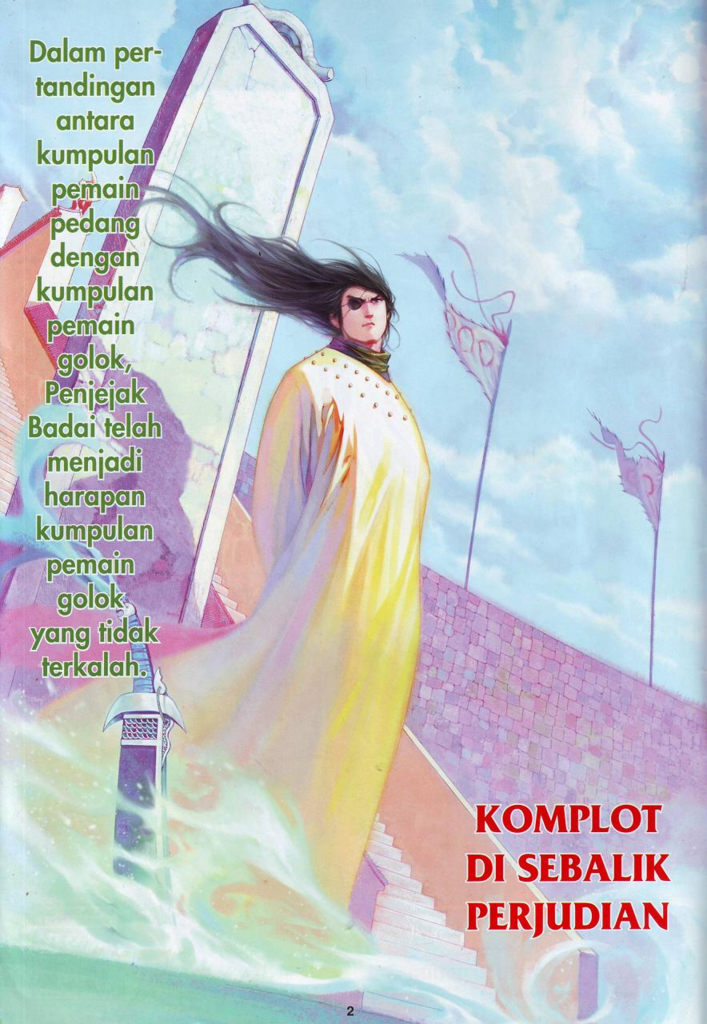 Dalam per-
tandingan
antara
kumpulan
pemain
pedang
dengan
kumpulan
pemain
golok,
Penjejak
Badai telah
menjadi
harapan
kumpulan
pemain
golok
yang tidak
terkalah.
KOMPLOT
DI SEBALIK
PERJUDIAN
2